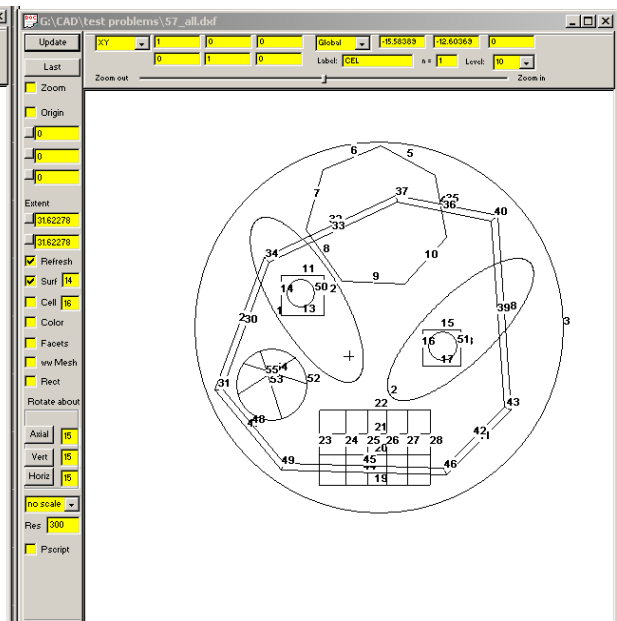 G:\CAD\test problems\57_all.dxf
Update XY 1 0 0 Global -15.58389 -12.60369 0
Last 0 1 0 Label: CEL n = 1 Level: 10
Zoom out Zoom in
Zoom
Origin
0
0
0
Extent
31.62278
31.62278
Refresh
Surf 14
Cell 16
Color
Facets
ww Mesh
Rect
Rotate about
Axial 15
Vert 15
Horiz 15
no scale
Res 300
Pscript
6 5
7 37 35
36 40
33
34 8 10
11 9
14 50 2
13
30 15 39 8 3
16 51
17
31 55 53 52 2 43
22
48 21 42
23 24 25 26 27 28
20
49 45 46
19